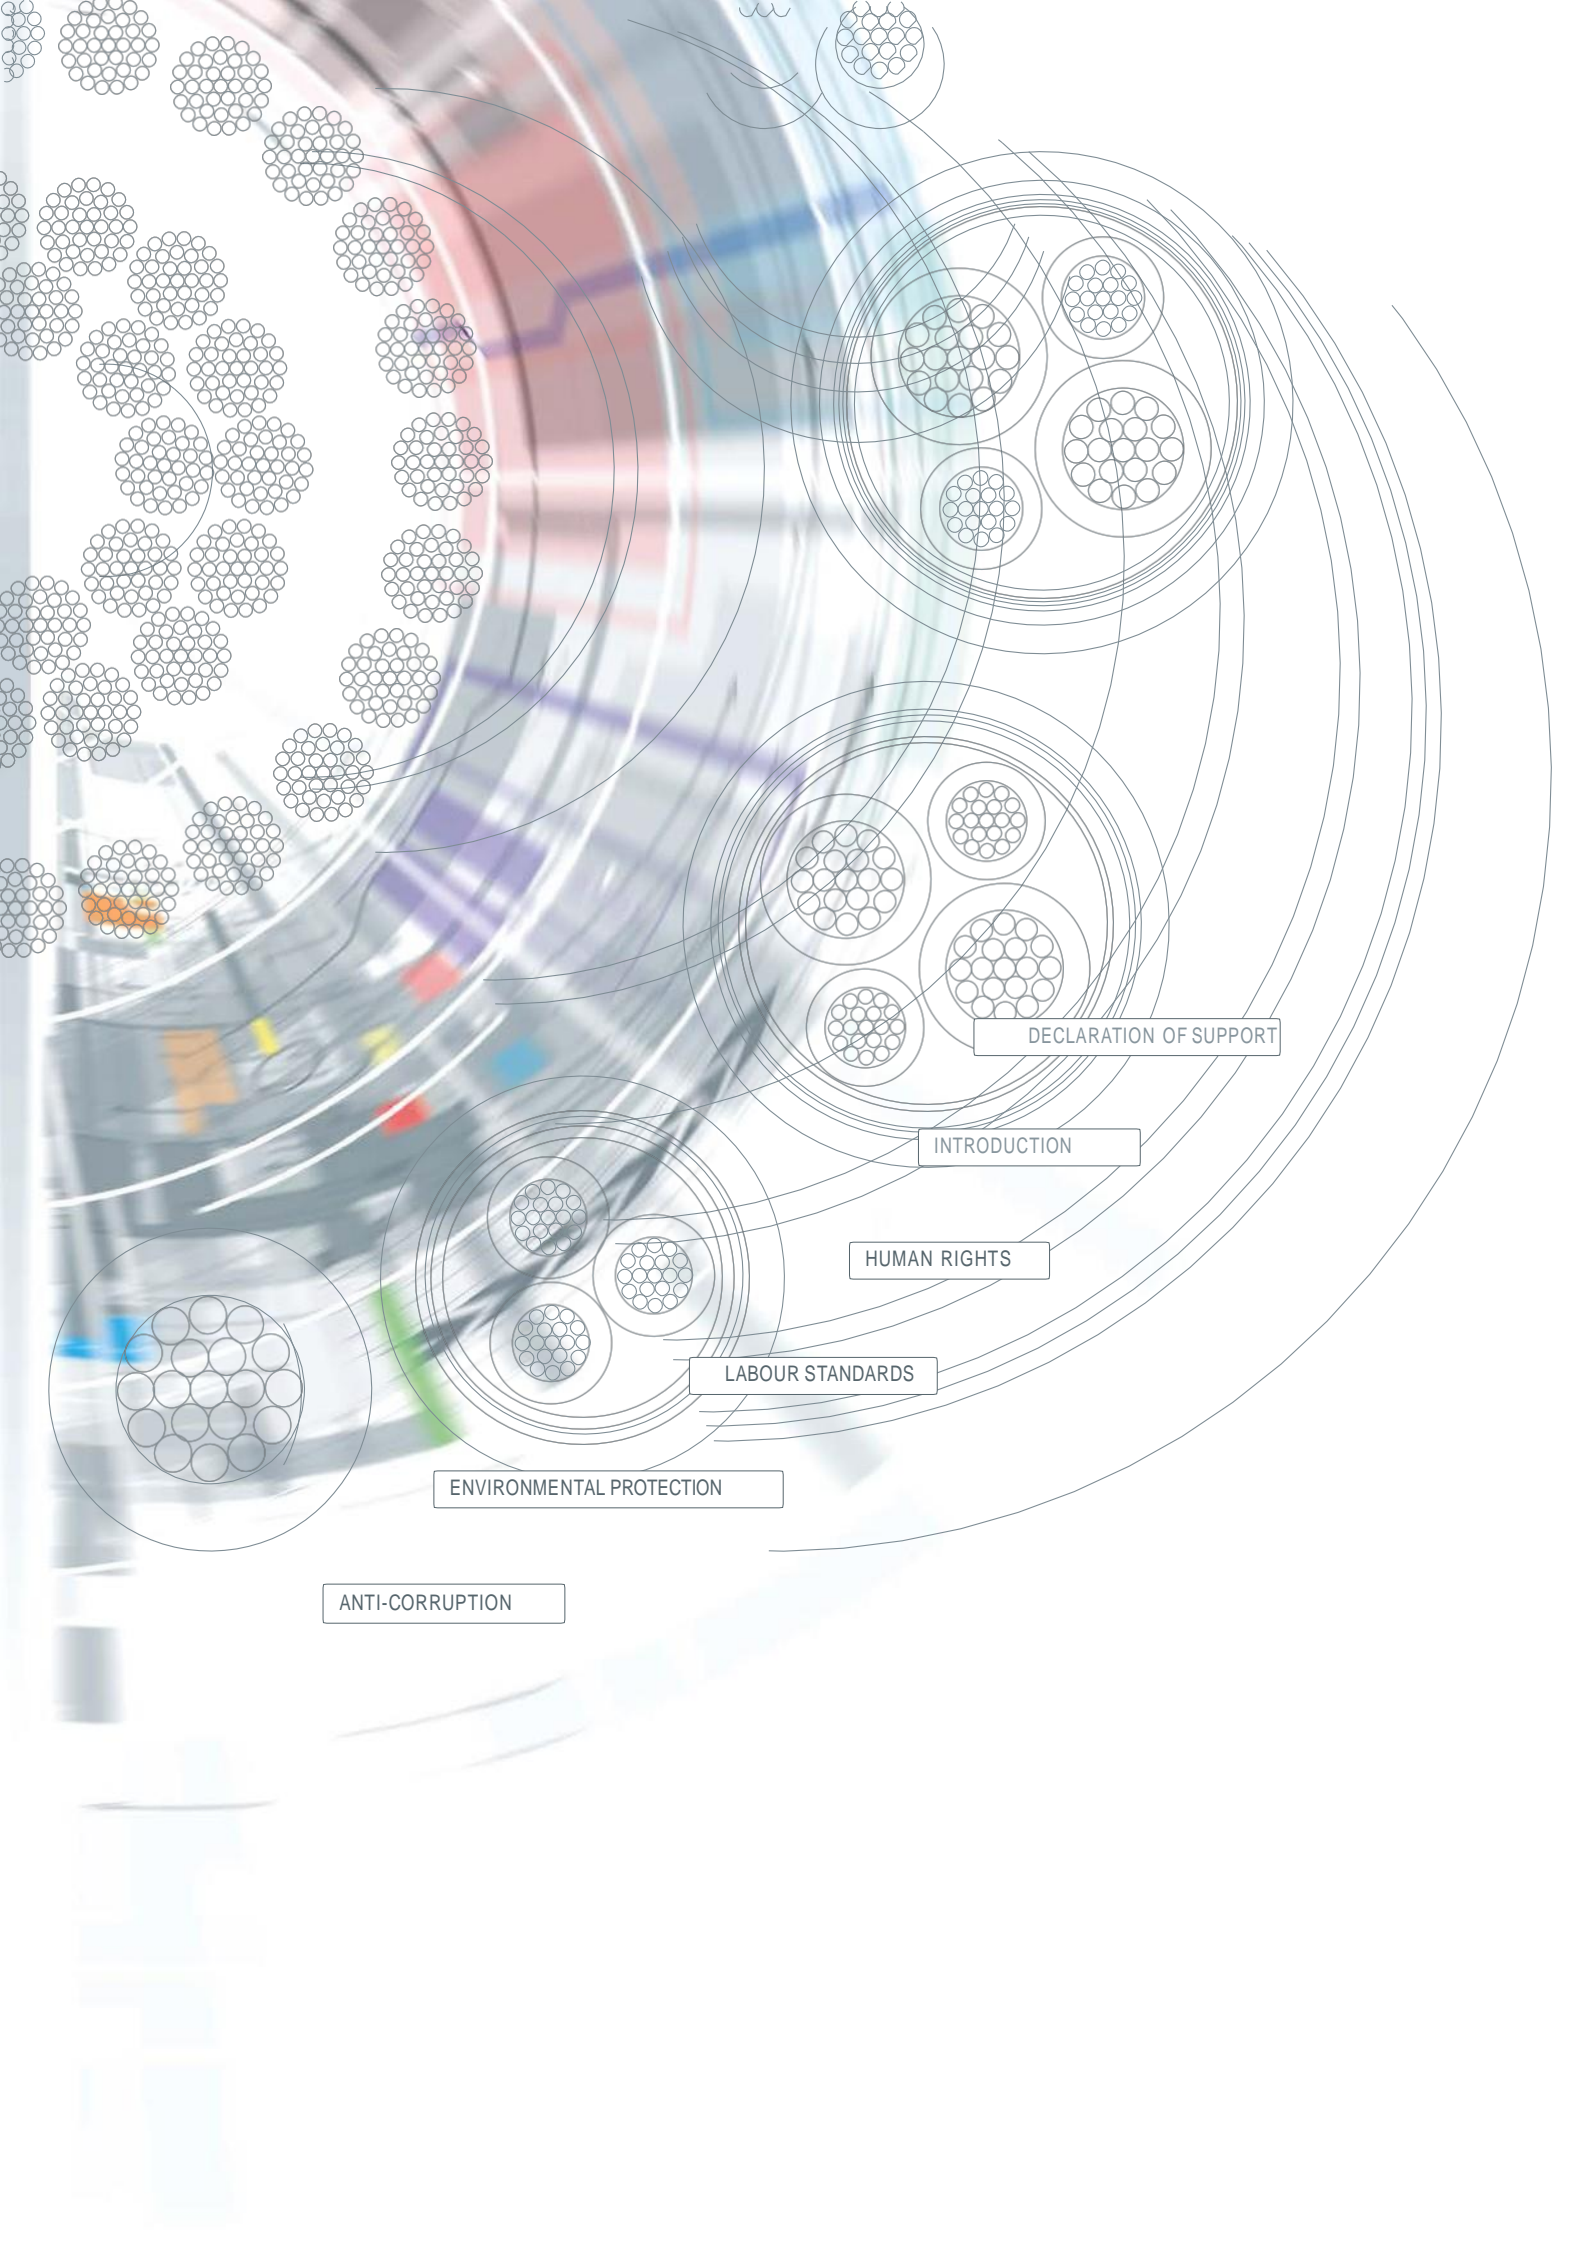 DECLARATION OF SUPPORT
INTRODUCTION
HUMAN RIGHTS
LABOUR STANDARDS
ENVIRONMENTAL PROTECTION
ANTI-CORRUPTION